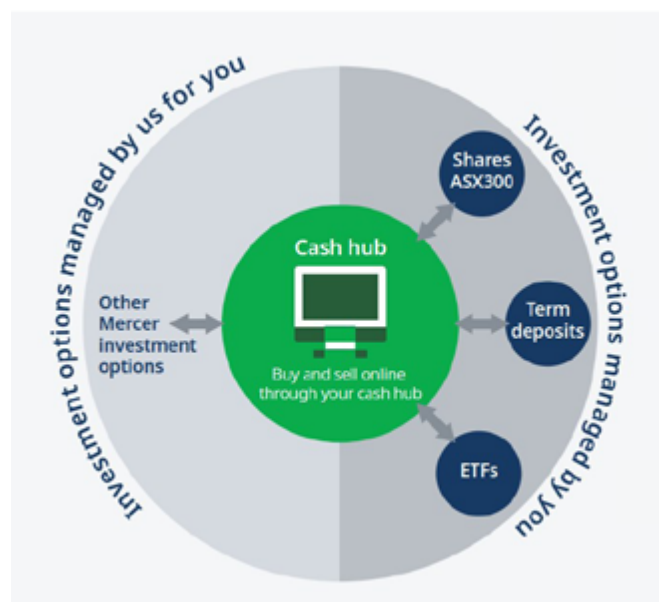 Investment options managed by us for you
Investment options managed by you
Shares
ASX300
Cash hub
Other
Mercer
investment
options
Term
deposits
Buy and sell online
through your cash hub
ETFs